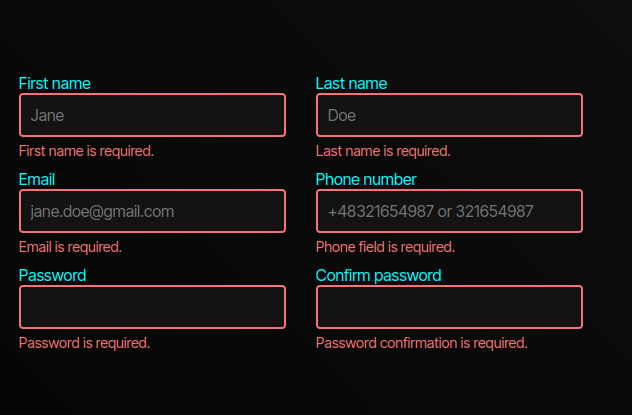 First name
Last name
Jane
Doe
First name is required.
Last name is required.
Email
Phone number
jane.doe@gmail.com
+48321654987 or 321654987
Email is required.
Phone field is required.
Password
Confirm password
Password is required.
Password confirmation is required.